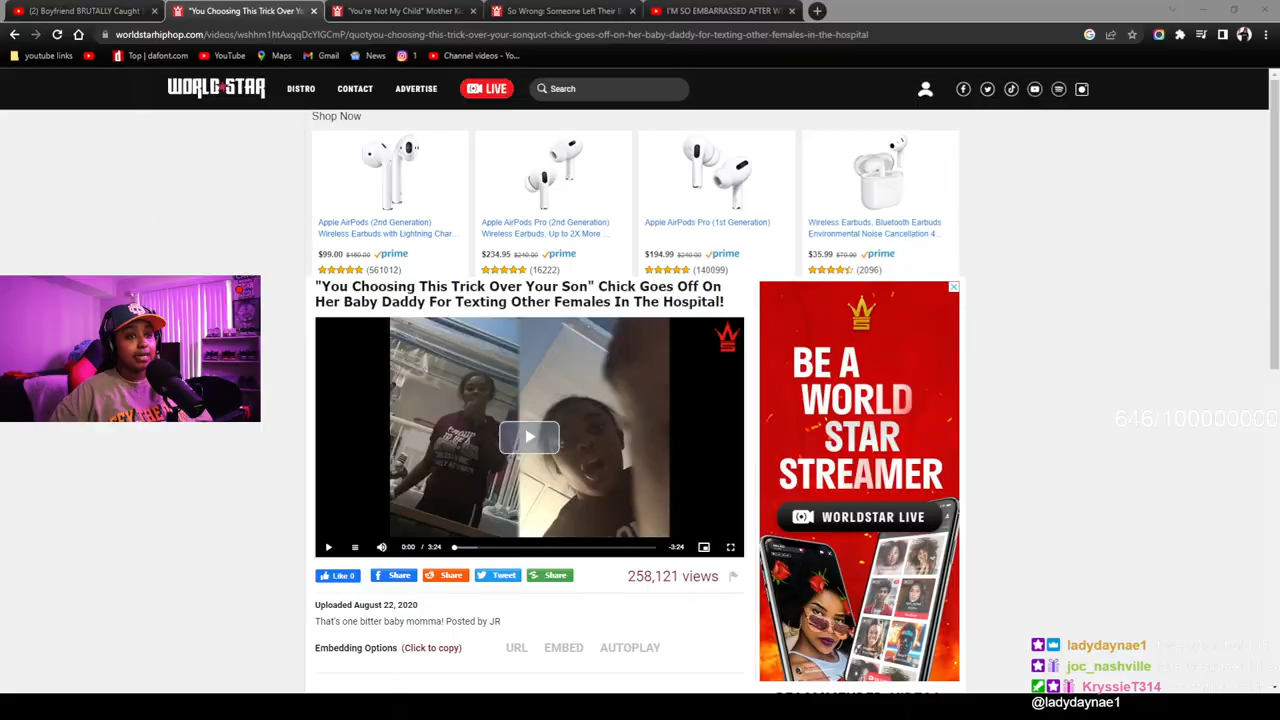 (2) Boyfriend BRUTALLY Caught
"You Choosing This Trick Over Yo
"You're Not My Child" Mother Ki
So Wrong: Someone Left Their
I'M SO EMBARRASSED AFTER W
worldstarhiphop.com/videos/wshhm1htAxqqDcYlGCmP/quotyou-choosing-this-trick-over-your-sonquot-chick-goes-off-on-her-baby-daddy-for-texting-other-females-in-the-hospital
youtube links
Top | dafont.com
YouTube
Maps
Gmail
News
1
Channel videos - Yo...
WORLD STAR
DISTRO
CONTACT
ADVERTISE
LIVE
Search
Shop Now
Apple AirPods (2nd Generation)
Wireless Earbuds with Lightning Char...
$99.00 prime
(561012)
Apple AirPods Pro (2nd Generation)
Wireless Earbuds, Up to 2X More ...
$234.95 prime
(16222)
Apple AirPods Pro (1st Generation)
$194.99 prime
(140099)
Wireless Earbuds, Bluetooth Earbuds
Environmental Noise Cancellation 4...
$35.99 prime
(2096)
"You Choosing This Trick Over Your Son" Chick Goes Off On
Her Baby Daddy For Texting Other Females In The Hospital!
0:00 / 3:24
-3:24
Like 0
Share
Share
Tweet
Share
258,121 views
Uploaded August 22, 2020
That's one bitter baby momma! Posted by JR
Embedding Options (Click to copy)
URL
EMBED
AUTOPLAY
BE A
WORLD
STAR
STREAMER
WORLDSTAR LIVE
646/100000000
ladydaynae1
joc_nashville
KryssieT314
@ladydaynae1